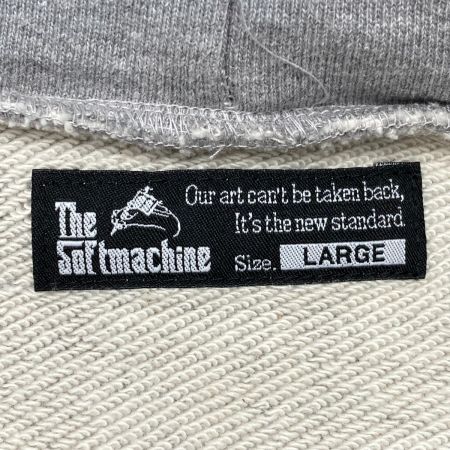 The
Softmachine
Our art can't be taken back,
It's the new standard.
Size. LARGE